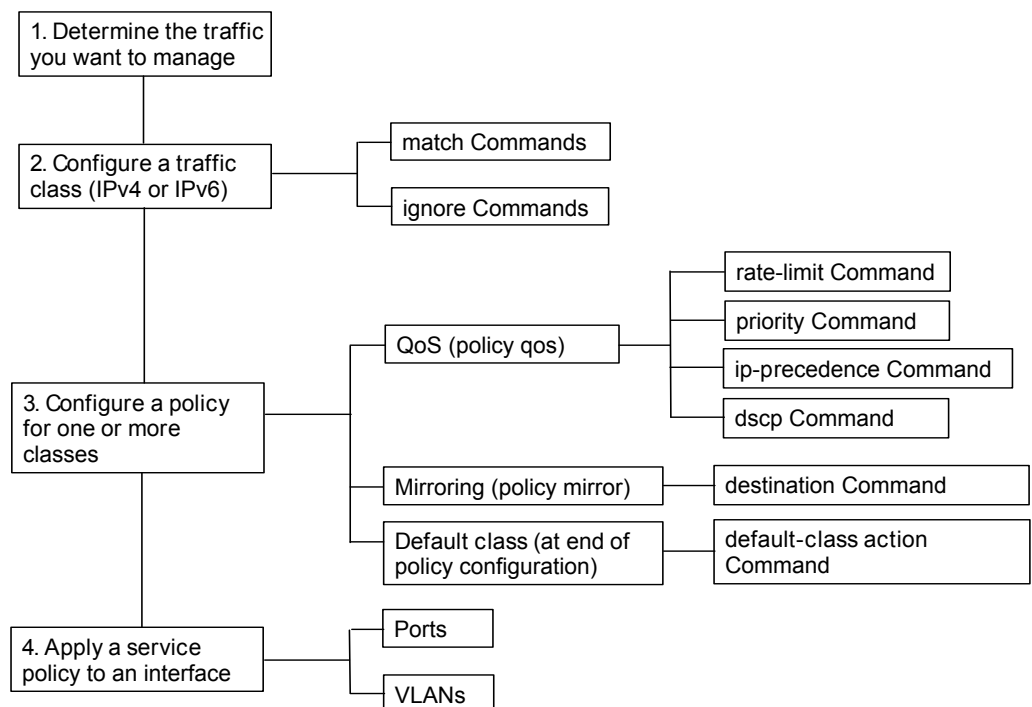 1. Determine the traffic
you want to manage
2. Configure a traffic
class (IPv4 or IPv6)
match Commands
ignore Commands
3. Configure a policy
for one or more
classes
QoS (policy qos)
rate-limit Command
priority Command
ip-precedence Command
dscp Command
Mirroring (policy mirror)
destination Command
Default class (at end of
policy configuration)
default-class action
Command
4. Apply a service
policy to an interface
Ports
VLANs